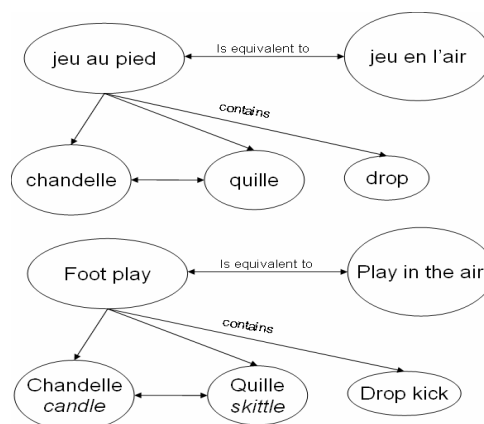 Is equivalent to
jeu au pied
jeu en l'air
contains
chandelle
quille
drop
Is equivalent to
Foot play
Play in the air
contains
Chandelle
candle
Quille
skittle
Drop kick